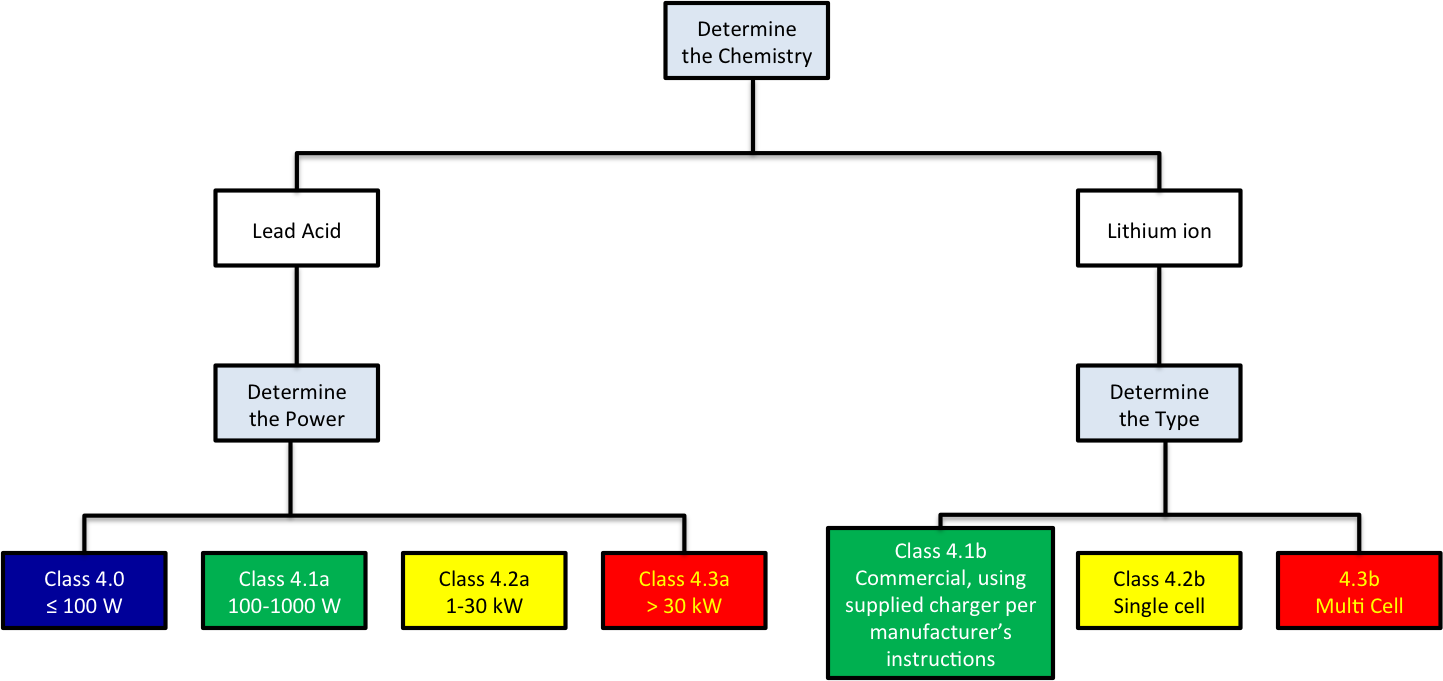 Determine
the Chemistry
Lead Acid
Lithium ion
Determine
the Power
Determine
the Type
Class 4.0
≤ 100 W
Class 4.1a
100-1000 W
Class 4.2a
1-30 kW
Class 4.3a
> 30 kW
Class 4.1b
Commercial, using
supplied charger per
manufacturer’s
instructions
Class 4.2b
Single cell
4.3b
Multi Cell